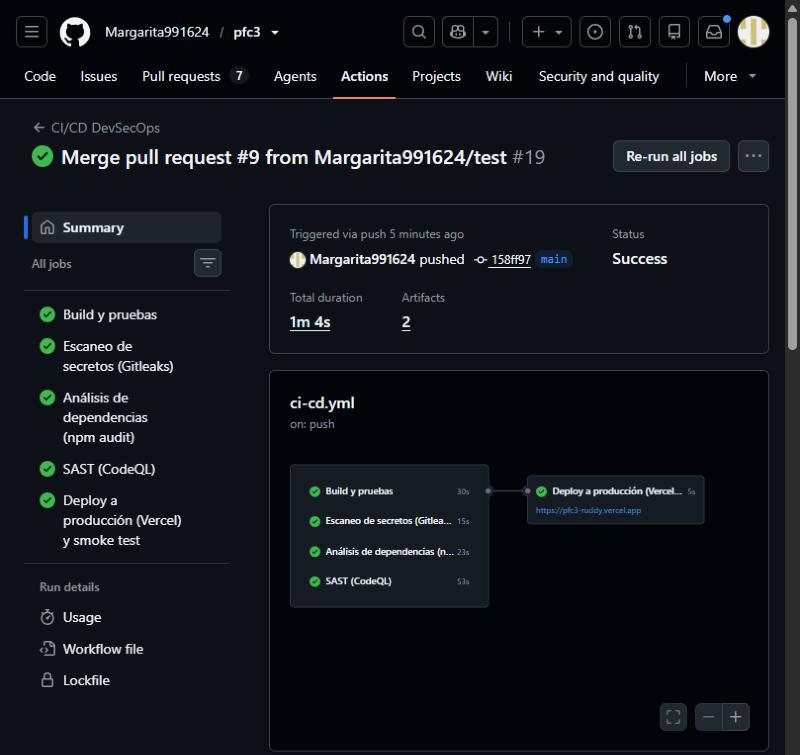 Margarita991624 / pfc3
Code Issues Pull requests 7 Agents Actions Projects Wiki Security and quality More
CI/CD DevSecOps
Merge pull request #9 from Margarita991624/test #19
Re-run all jobs
Summary
All jobs
Build y pruebas
Escaneo de
secretos (Gitleaks)
Análisis de
dependencias
(npm audit)
SAST (CodeQL)
Deploy a
producción (Vercel)
y smoke test
Run details
Usage
Workflow file
Lockfile
Triggered via push 5 minutes ago
Margarita991624 pushed 158ff97 main
Status
Success
Total duration
1m 4s
Artifacts
2
ci-cd.yml
on: push
Build y pruebas 30s
Escaneo de secretos (Gitlea... 15s
Análisis de dependencias (n... 23s
SAST (CodeQL) 53s
Deploy a producción (Vercel... 5s
https://pfc3-ruddy.vercel.app